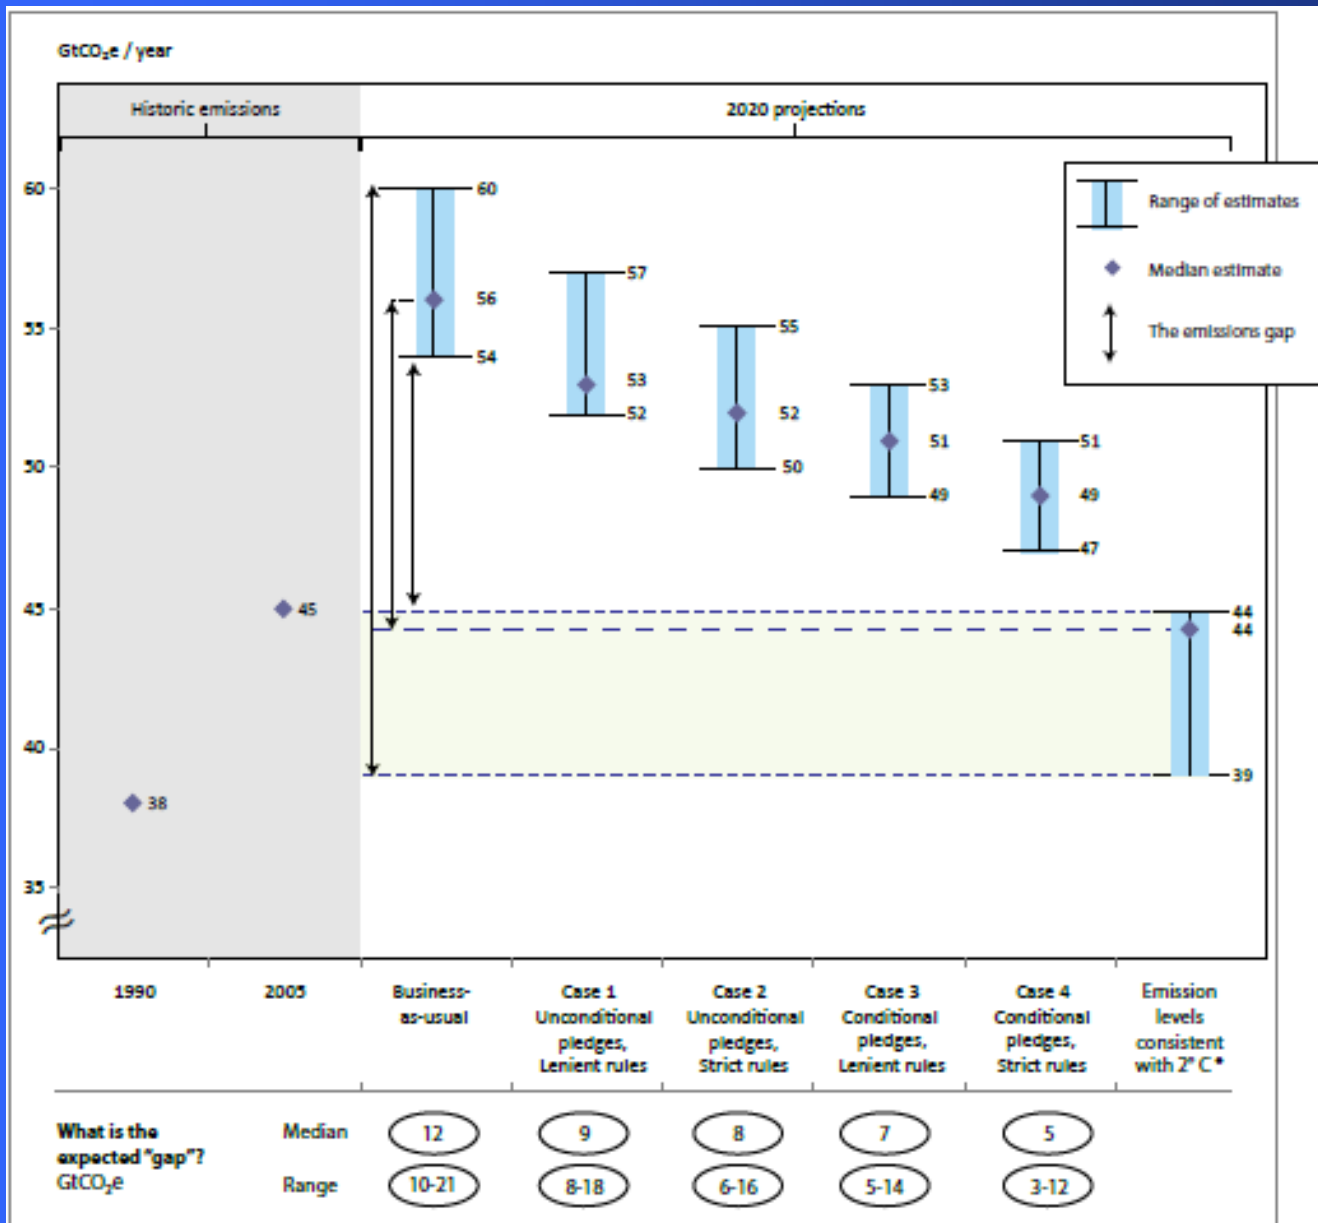 GtCO₂e / year
Historic emissions
2020 projections
60
55
50
45
40
35
38
45
60
56
54
57
53
52
55
52
50
53
51
49
51
49
47
44
44
39
Range of estimates
Median estimate
The emissions gap
1990
2005
Business-
as-usual
Case 1
Unconditional
pledges,
Lenient rules
Case 2
Unconditional
pledges,
Strict rules
Case 3
Conditional
pledges,
Lenient rules
Case 4
Conditional
pledges,
Strict rules
Emission
levels
consistent
with 2° C *
What is the
expected "gap"?
GtCO₂e
Median
12
9
8
7
5
Range
10-21
8-18
6-16
5-14
3-12